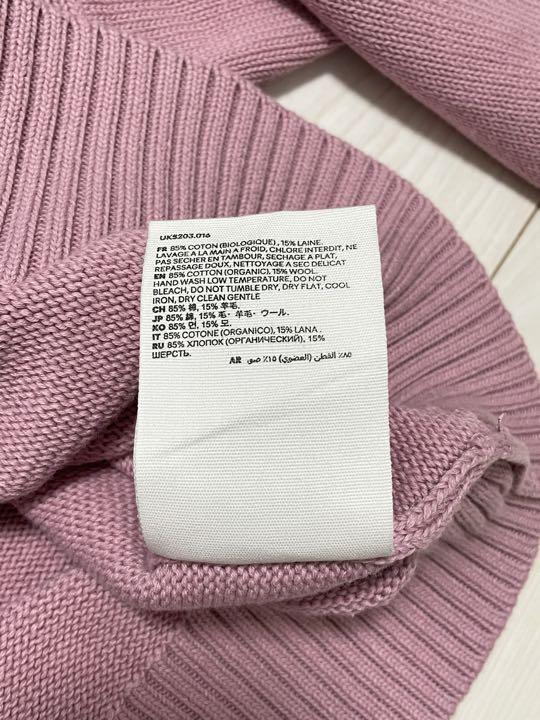 UKS203.016
FR 85% COTON (BIOLOGIQUE), 15% LAINE.
LAVAGE A LA MAIN A FROID, CHLORE INTERDIT, NE
PAS SÉCHER EN TAMBOUR, SECHAGE A PLAT,
REPASSAGE DOUX, NETTOYAGE A SEC DELICAT
EN 85% COTTON (ORGANIC), 15% WOOL.
HAND WASH LOW TEMPERATURE, DO NOT
BLEACH, DO NOT TUMBLE DRY, DRY FLAT, COOL
IRON, DRY CLEAN GENTLE
CH 85% 棉, 15% 羊毛.
JP 85% 綿, 15% 毛・羊毛・ウール.
KO 85% 면, 15% 모.
IT 85% COTONE (ORGANICO), 15% LANA .
RU 85% ХЛОПОК (ОРГАНИЧЕСКИЙ), 15%
ШЕРСТЬ.
AR ٨٥٪ القطن (العضوي) ١٥٪ صو